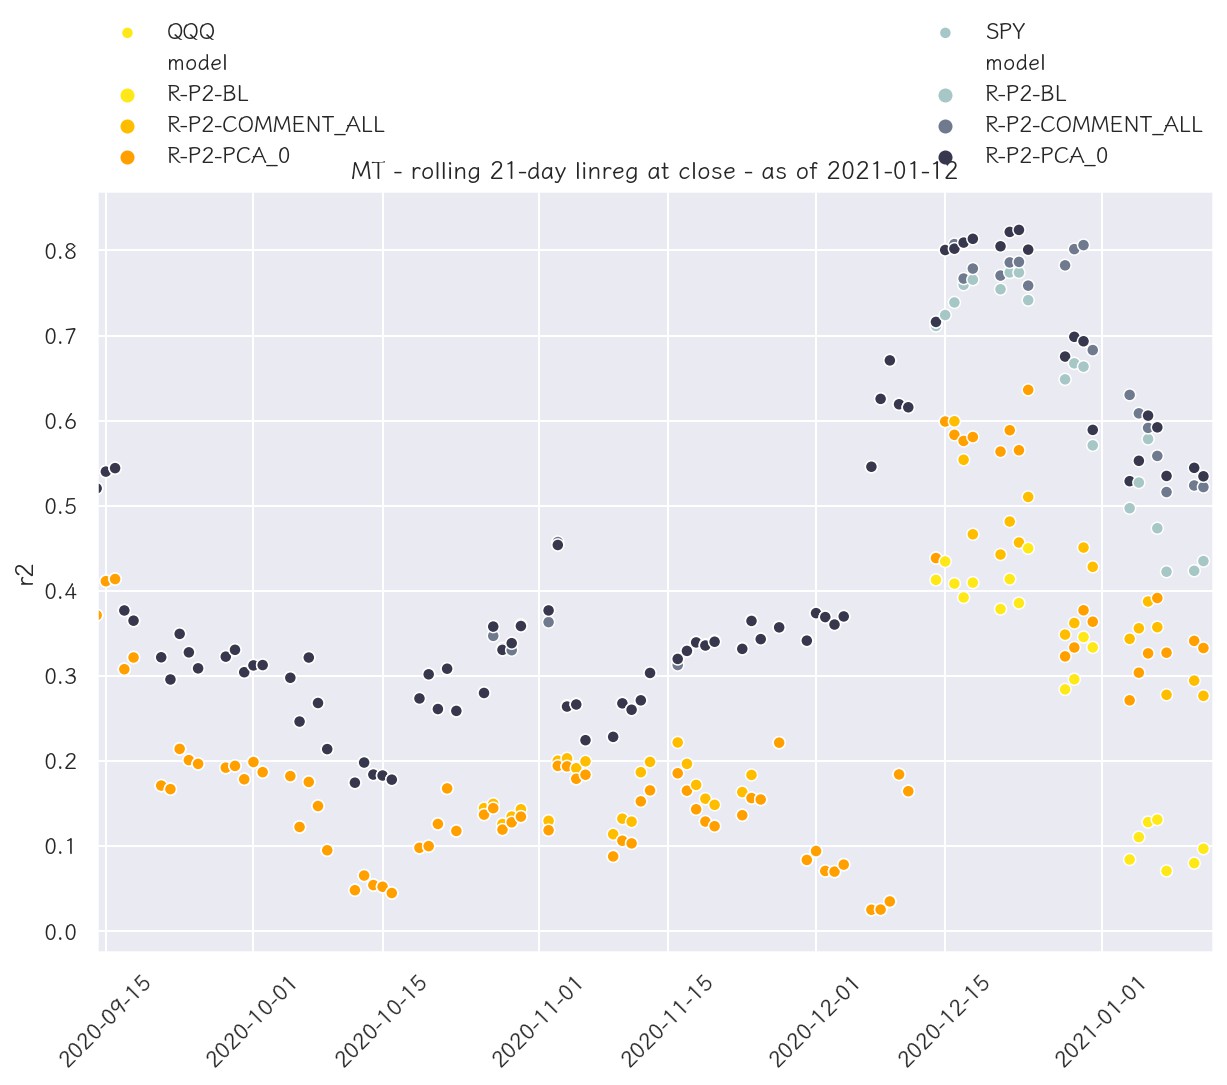 QQQ
model
R-P2-BL
R-P2-COMMENT_ALL
R-P2-PCA_0
SPY
model
R-P2-BL
R-P2-COMMENT_ALL
R-P2-PCA_0
MT - rolling 21-day linreg at close - as of 2021-01-12
r2
0.8
0.7
0.6
0.5
0.4
0.3
0.2
0.1
0.0
2020-09-15
2020-10-01
2020-10-15
2020-11-01
2020-11-15
2020-12-01
2020-12-15
2021-01-01